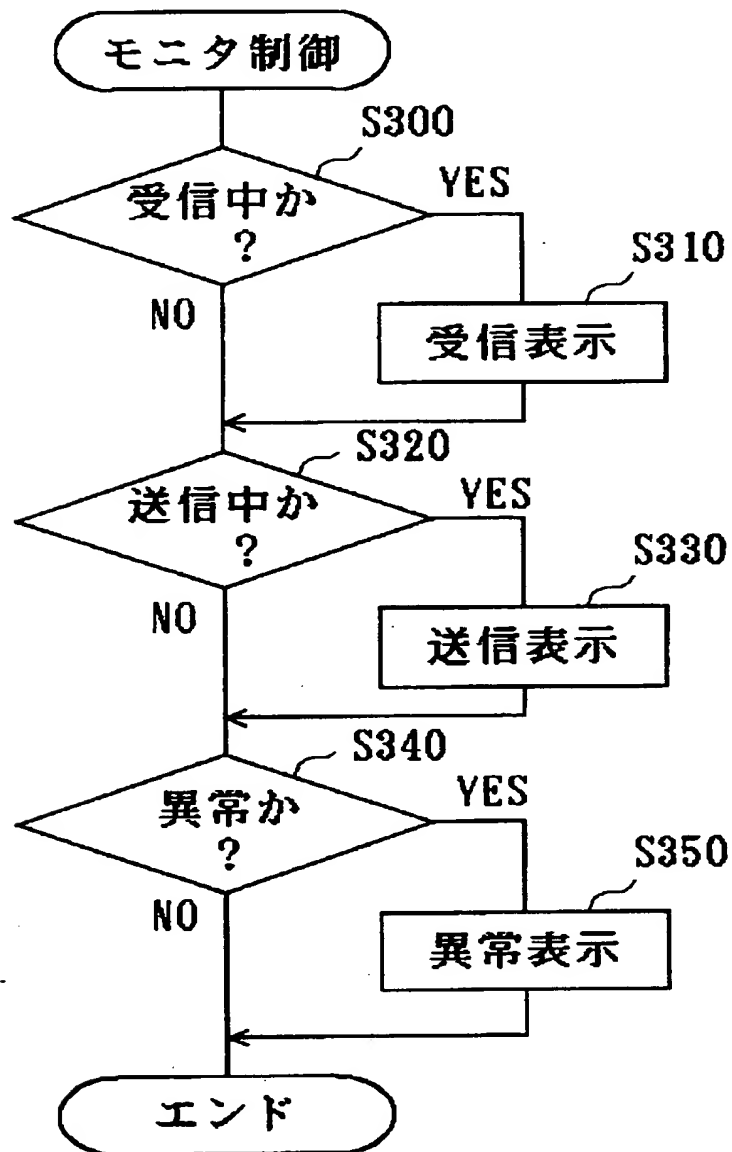 モニタ制御
S300
受信中か
?
YES
NO
S310
受信表示
S320
送信中か
?
YES
NO
S330
送信表示
S340
異常か
?
YES
NO
S350
異常表示
エンド